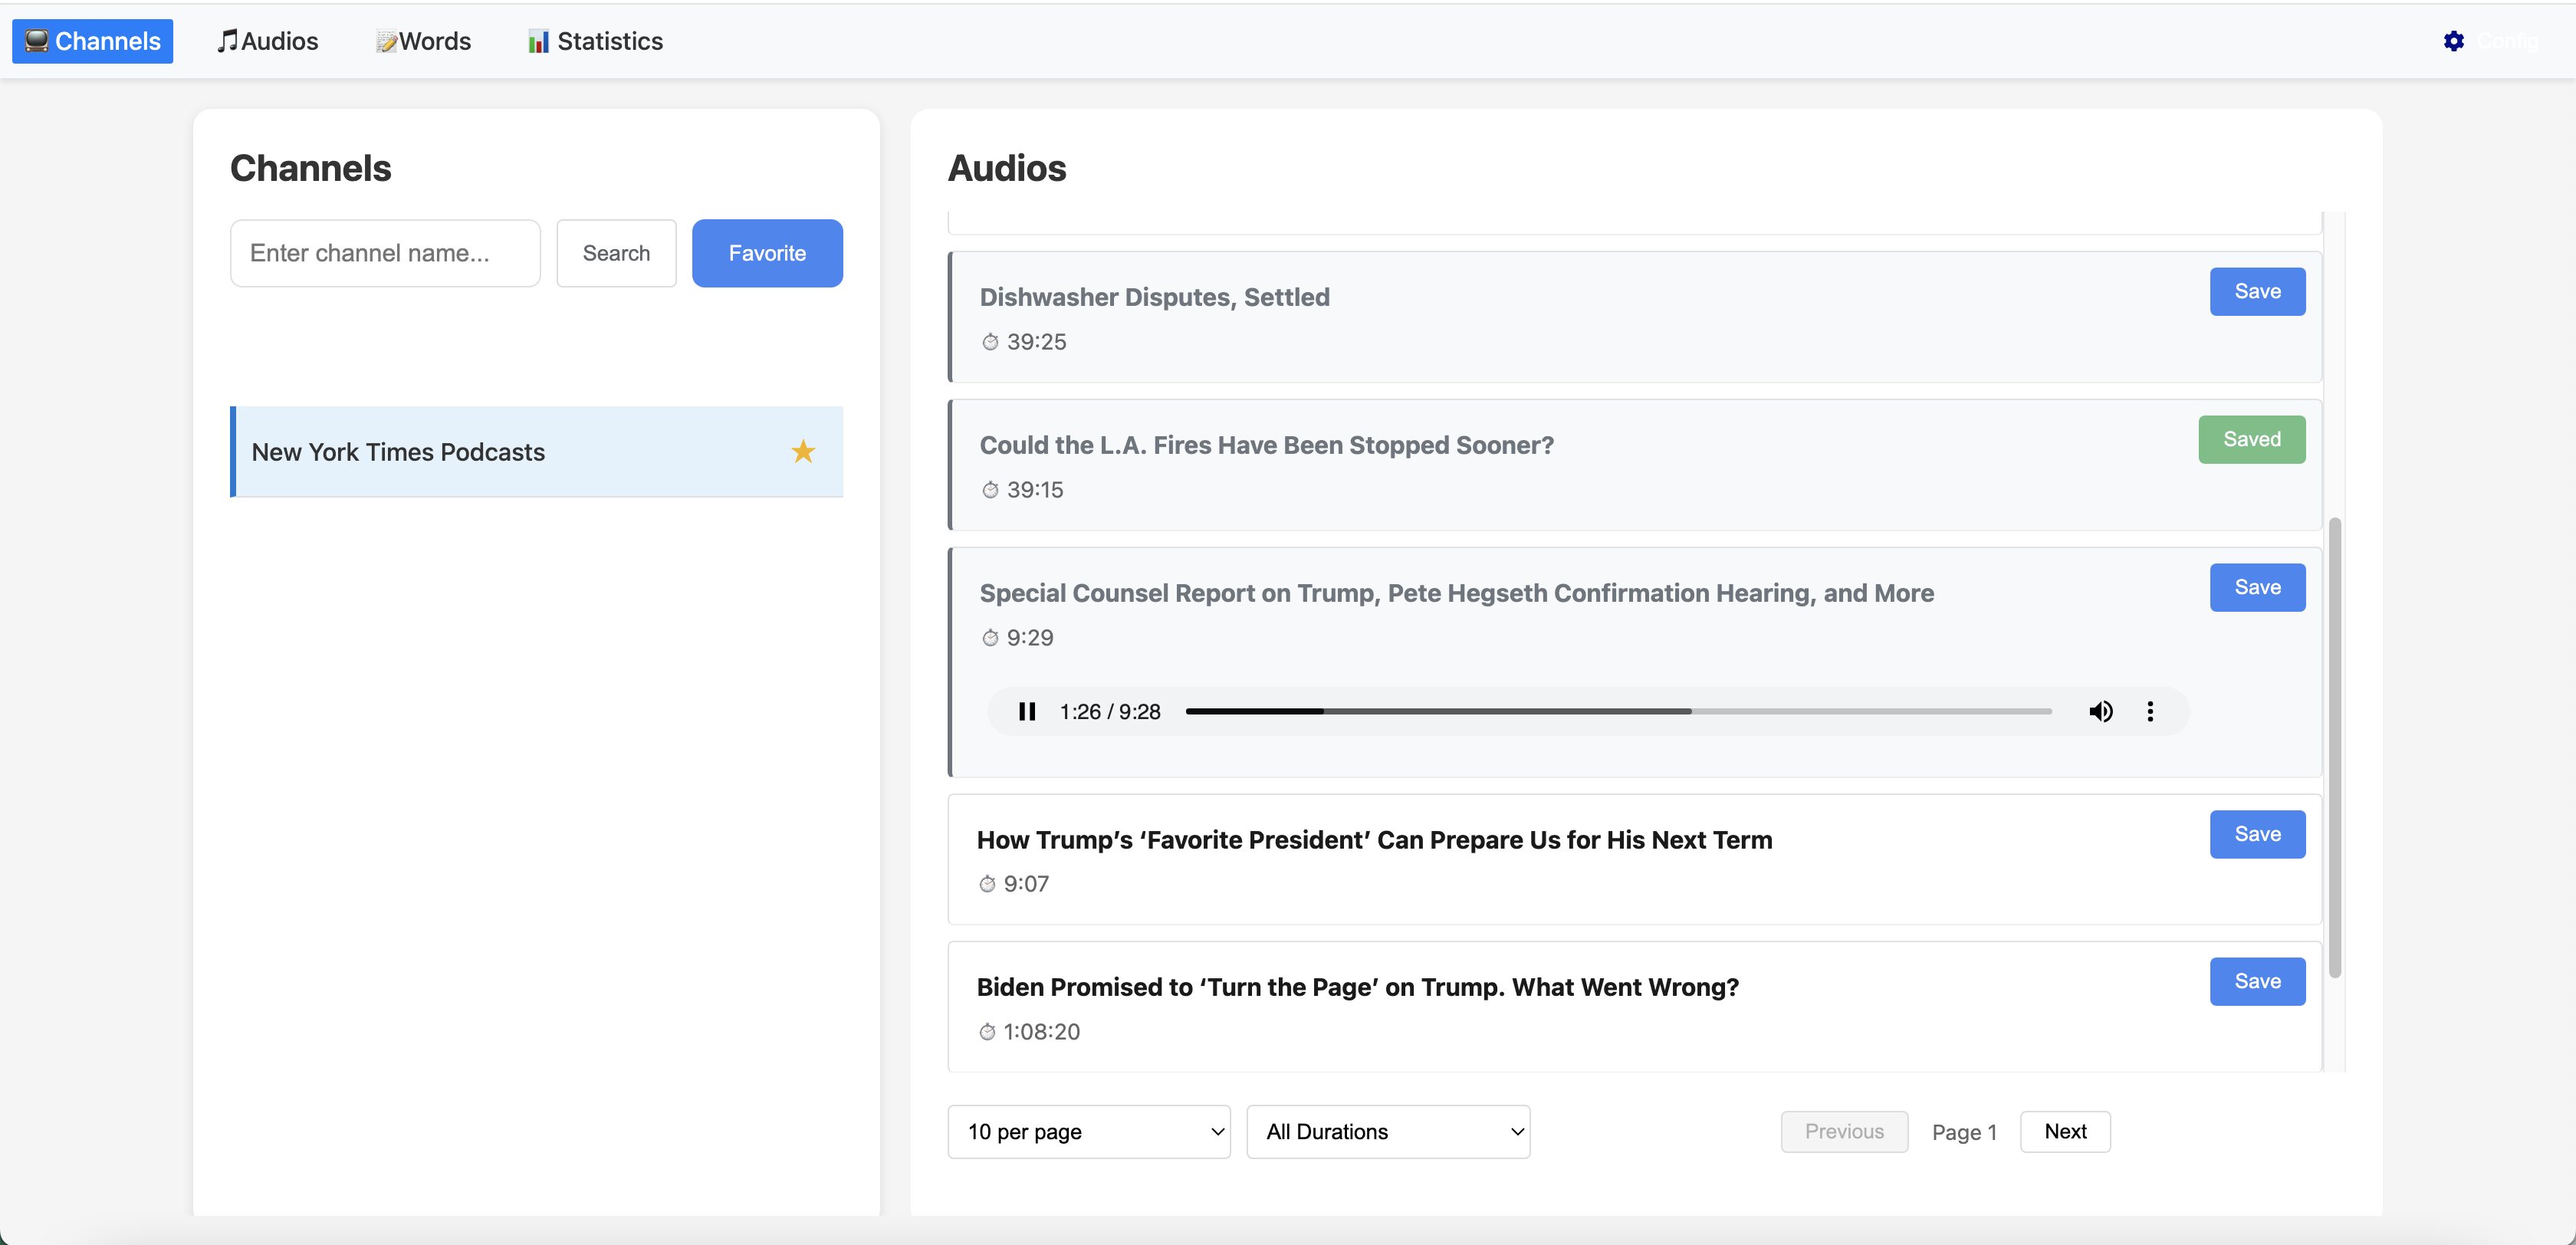 Channels
Audios
Words
Statistics
Config
Channels
Enter channel name...
Search
Favorite
New York Times Podcasts
Audios
Dishwasher Disputes, Settled
Save
39:25
Could the L.A. Fires Have Been Stopped Sooner?
Saved
39:15
Special Counsel Report on Trump, Pete Hegseth Confirmation Hearing, and More
Save
9:29
1:26 / 9:28
How Trump’s ‘Favorite President’ Can Prepare Us for His Next Term
Save
9:07
Biden Promised to ‘Turn the Page’ on Trump. What Went Wrong?
Save
1:08:20
10 per page
All Durations
Previous
Page 1
Next